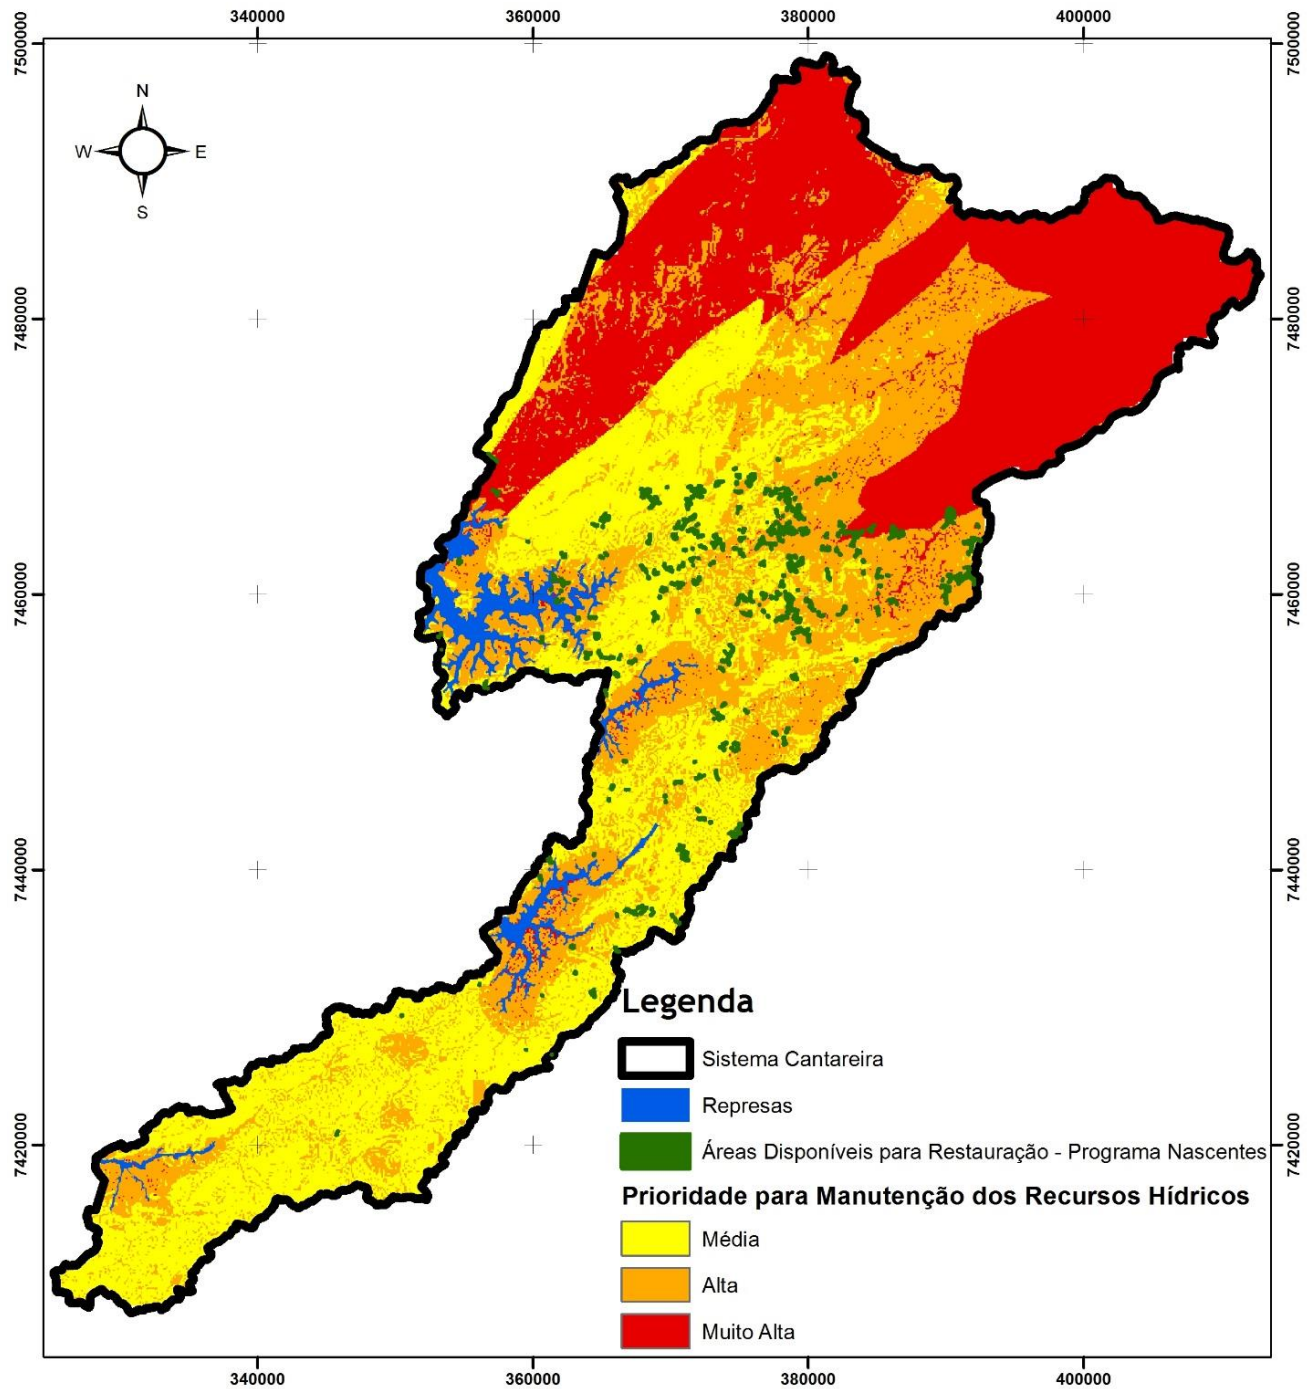 340000 360000 380000 400000
7500000 7500000
N
W E
S
7480000 7480000
7460000 7460000
7440000 7440000
Legenda
Sistema Cantareira
Represas
7420000 7420000
Áreas Disponíveis para Restauração - Programa Nascentes
Prioridade para Manutenção dos Recursos Hídricos
Média
Alta
Muito Alta
340000 360000 380000 400000